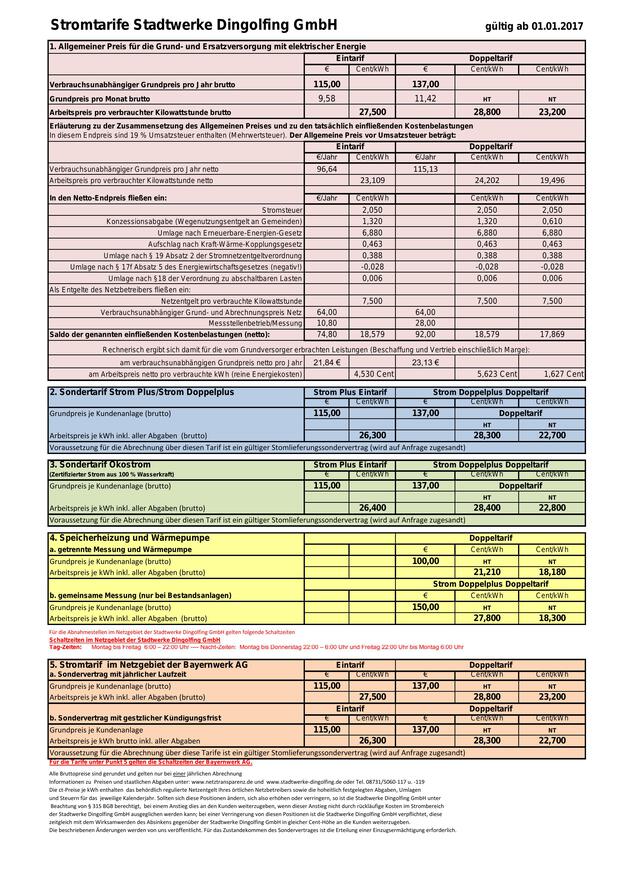 Stromtarife Stadtwerke Dingolfing GmbH gültig ab 01.01.2017
1. Allgemeiner Preis für die Grund- und Ersatzversorgung mit elektrischer Energie
Eintarif Doppeltarif
€ Cent/kWh € Cent/kWh Cent/kWh
Verbrauchsunabhängiger Grundpreis pro Jahr brutto 115,00 137,00
Grundpreis pro Monat brutto 9,58 11,42 HT NT
Arbeitspreis pro verbrauchter Kilowattstunde brutto 27,500 28,800 23,200
Erläuterung zu der Zusammensetzung des Allgemeinen Preises und zu den tatsächlich einfließenden Kostenbelastungen
In diesem Endpreis sind 19 % Umsatzsteuer enthalten (Mehrwertsteuer). Der Allgemeine Preis vor Umsatzsteuer beträgt:
Eintarif Doppeltarif
€/Jahr Cent/kWh €/Jahr Cent/kWh Cent/kWh
Verbrauchsunabhängiger Grundpreis pro Jahr netto 96,64 115,13
Arbeitspreis pro verbrauchter Kilowattstunde netto 23,109 24,202 19,496
In den Netto-Endpreis fließen ein: €/Jahr Cent/kWh Cent/kWh Cent/kWh
Stromsteuer 2,050 2,050 2,050
Konzessionsabgabe (Wegenutzungsentgelt an Gemeinden) 1,320 1,320 0,610
Umlage nach Erneuerbare-Energien-Gesetz 6,880 6,880 6,880
Aufschlag nach Kraft-Wärme-Kopplungsgesetz 0,463 0,463 0,463
Umlage nach § 19 Absatz 2 der Stromnetzentgeltverordnung 0,388 0,388 0,388
Umlage nach § 17f Absatz 5 des Energiewirtschaftsgesetzes (negativ!) -0,028 -0,028 -0,028
Umlage nach §18 der Verordnung zu abschaltbaren Lasten 0,006 0,006 0,006
Als Entgelte des Netzbetreibers fließen ein:
Netzentgelt pro verbrauchte Kilowattstunde 7,500 7,500 7,500
Verbrauchsunabhängiger Grund- und Abrechnungspreis Netz 64,00 64,00
Messstellenbetrieb/Messung 10,80 28,00
Saldo der genannten einfließenden Kostenbelastungen (netto): 74,80 18,579 92,00 18,579 17,869
Rechnerisch ergibt sich damit für die vom Grundversorger erbrachten Leistungen (Beschaffung und Vertrieb einschließlich Marge):
am verbrauchsunabhängigen Grundpreis netto pro Jahr 21,84 € 23,13 €
am Arbeitspreis netto pro verbrauchte kWh (reine Energiekosten) 4,530 Cent 5,623 Cent 1,627 Cent
2. Sondertarif Strom Plus/Strom Doppelplus Strom Plus Eintarif Strom Doppelplus Doppeltarif
€ Cent/kWh € Cent/kWh Cent/kWh
Grundpreis je Kundenanlage (brutto) 115,00 137,00 Doppeltarif
HT NT
Arbeitspreis je kWh inkl. aller Abgaben (brutto) 26,300 28,300 22,700
Voraussetzung für die Abrechnung über diesen Tarif ist ein gültiger Stomlieferungssondervertrag (wird auf Anfrage zugesandt)
3. Sondertarif Ökostrom Strom Plus Eintarif Strom Doppelplus Doppeltarif
(Zertifizierter Strom aus 100 % Wasserkraft) € Cent/kWh € Cent/kWh Cent/kWh
Grundpreis je Kundenanlage (brutto) 115,00 137,00 Doppeltarif
HT NT
Arbeitspreis je kWh inkl. aller Abgaben (brutto) 26,400 28,400 22,800
Voraussetzung für die Abrechnung über diesen Tarif ist ein gültiger Stomlieferungssondervertrag (wird auf Anfrage zugesandt)
4. Speicherheizung und Wärmepumpe Doppeltarif
a. getrennte Messung und Wärmepumpe € Cent/kWh Cent/kWh
Grundpreis je Kundenanlage (brutto) 100,00 HT NT
Arbeitspreis je kWh inkl. aller Abgaben (brutto) 21,210 18,180
Strom Doppelplus Doppeltarif
b. gemeinsame Messung (nur bei Bestandsanlagen) € Cent/kWh Cent/kWh
Grundpreis je Kundenanlage (brutto) 150,00 HT NT
Arbeitspreis je kWh inkl. aller Abgaben (brutto) 27,800 18,300
Für die Abnahmestellen im Netzgebiet der Stadtwerke Dingolfing GmbH gelten folgende Schaltzeiten
Schaltzeiten im Netzgebiet der Stadtwerke Dingolfing GmbH
Tag-Zeiten: Montag bis Freitag 6:00 – 22:00 Uhr ---- Nacht-Zeiten: Montag bis Donnerstag 22:00 – 6:00 Uhr und Freitag 22:00 Uhr bis Montag 6:00 Uhr
5. Stromtarif im Netzgebiet der Bayernwerk AG Eintarif Doppeltarif
a. Sondervertrag mit jährlicher Laufzeit € Cent/kWh € Cent/kWh Cent/kWh
Grundpreis je Kundenanlage (brutto) 115,00 137,00 HT NT
Arbeitspreis je kWh inkl. aller Abgaben (brutto) 27,500 28,800 23,200
Eintarif Doppeltarif
b. Sondervertrag mit gestzlicher Kündigungsfrist € Cent/kWh € Cent/kWh Cent/kWh
Grundpreis je Kundenanlage 115,00 137,00 HT NT
Arbeitspreis je kWh brutto inkl. aller Abgaben 26,300 28,300 22,700
Voraussetzung für die Abrechnung über diese Tarife ist ein gültiger Stomlieferungssondervertrag (wird auf Anfrage zugesandt)
Für die Tarife unter Punkt 5 gelten die Schaltzeiten der Bayernwerk AG.
Alle Bruttopreise sind gerundet und gelten nur bei einer jährlichen Abrechnung
Informationen zu Preisen und staatlichen Abgaben unter: www.netztransparenz.de und www.stadtwerke-dingolfing.de oder Tel. 08731/5060-117 u. -119
Die ct-Preise je kWh enthalten das behördlich regulierte Netzentgelt Ihres örtlichen Netzbetreibers sowie die hoheitlich festgelegten Abgaben, Umlagen
und Steuern für das jeweilige Kalenderjahr. Sollten sich diese Positionen ändern, sich also erhöhen oder verringern, so ist die Stadtwerke Dingolfing GmbH unter
Beachtung von § 315 BGB berechtigt, bei einem Anstieg dies an den Kunden weiterzugeben, wenn dieser Anstieg nicht durch rückläufige Kosten im Strombereich
der Stadtwerke Dingolfing GmbH ausgeglichen werden kann; bei einer Verringerung von diesen Positionen ist die Stadtwerke Dingolfing GmbH verpflichtet, diese
zeitgleich mit dem Wirksamwerden des Absinkens gegenüber der Stadtwerke Dingolfing GmbH in gleicher Cent-Höhe an die Kunden weiterzugeben.
Die beschriebenen Änderungen werden von uns veröffentlicht. Für das Zustandekommen des Sondervertrages ist die Erteilung einer Einzugsermächtigung erforderlich.